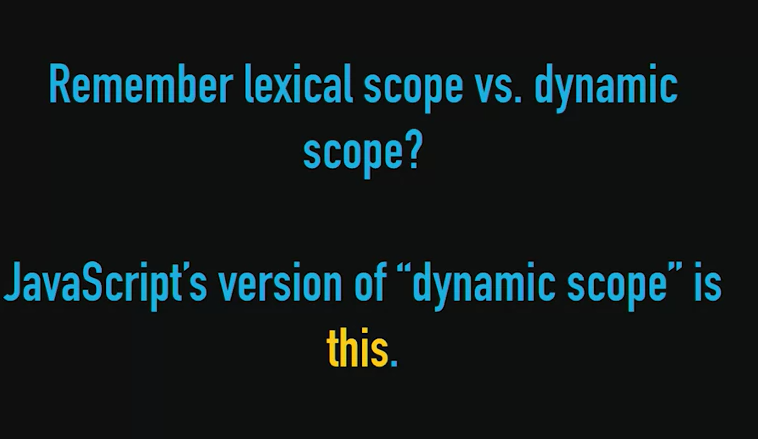 Remember lexical scope vs. dynamic
scope?
JavaScript’s version of “dynamic scope” is
this.